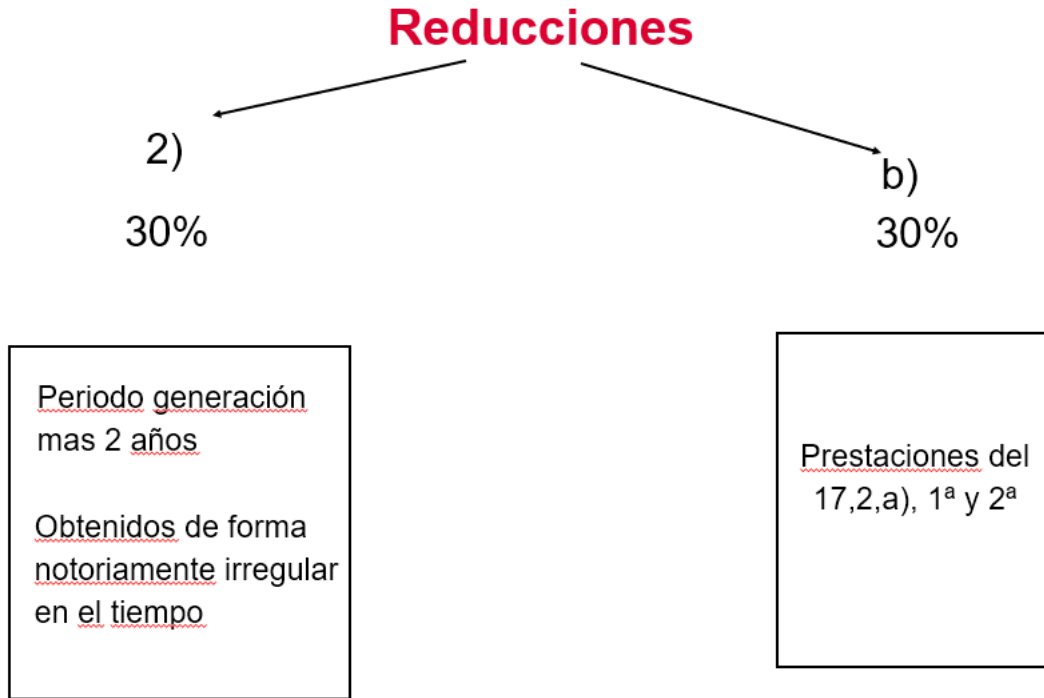 Reducciones
2)
30%
Periodo generación
mas 2 años
Obtenidos de forma
notoriamente irregular
en el tiempo
b)
30%
Prestaciones del
17,2,a), 1ª y 2ª